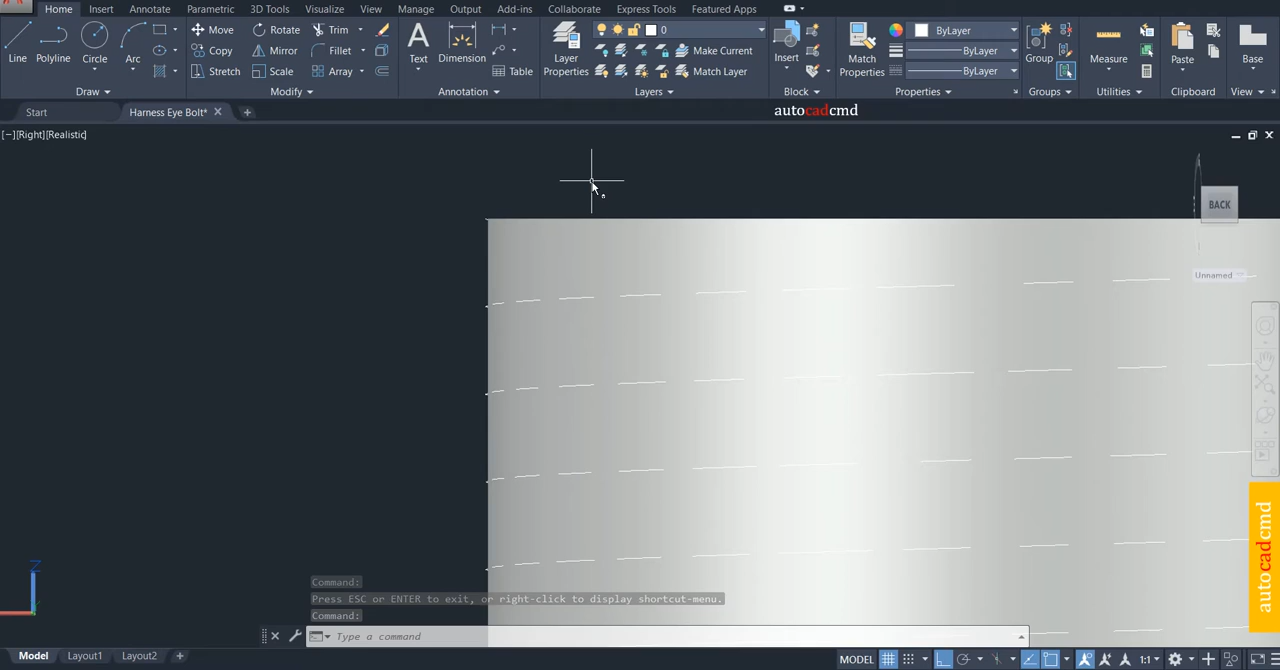 Home Insert Annotate Parametric 3D Tools Visualize View Manage Output Add-ins Collaborate Express Tools Featured Apps
Line Polyline Circle Arc
Draw
Move Rotate Trim
Copy Mirror Fillet
Stretch Scale Array
Modify
Text Dimension Table
Annotation
Layer Properties
0
Make Current
Match Layer
Layers
Insert
Block
Match Properties
ByLayer
ByLayer
ByLayer
Properties
Group
Groups
Measure
Utilities
Paste
Clipboard
Base
View
Start
Harness Eye Bolt*
autocadcmd
[−][Right][Realistic]
BACK
Unnamed
autocadcmd
Z
Command:
Press ESC or ENTER to exit, or right-click to display shortcut-menu.
Command:
Type a command
Model Layout1 Layout2
MODEL
1:1